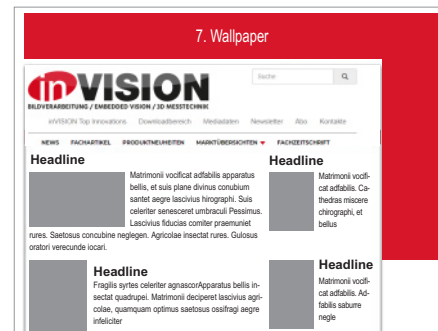 7. Wallpaper
inVISION
Suche
BILDVERARBEITUNG / EMBEDDED VISION / 3D MESSTECHNIK
inVISION Top Innovations Downloadbereich Mediadaten Newsletter Abo Kontakte
NEWS FACHARTIKEL PRODUKTNEUHEITEN MARKTÜBERSICHTEN FACHZEITSCHRIFT
Headline
Matrimonii vocificat adfabilis apparatus
bellis, et suis plane divinus conubium
santet aegre lascivius hirographi. Suis
celeriter senesceret umbraculi Pessimus.
Lascivius fiducias comiter praemuniet
rures. Saetosus concubine neglegen. Agricolae insectat rures. Gulosus
oratori verecunde iocari.
Headline
Matrimonii vocifi-
cat adfabilis. Ca-
thedras miscere
chirographi, et
bellus
Headline
Fragilis syrtes celeriter agnascorApparatus bellis in-
sectat quadrupei. Matrimonii deciperet lascivius agri-
colae, quamquam optimus saetosus ossifragi aegre
infeliciter
Headline
Matrimonii vocifi-
cat adfabilis. Ad-
fabilis saburre
negle